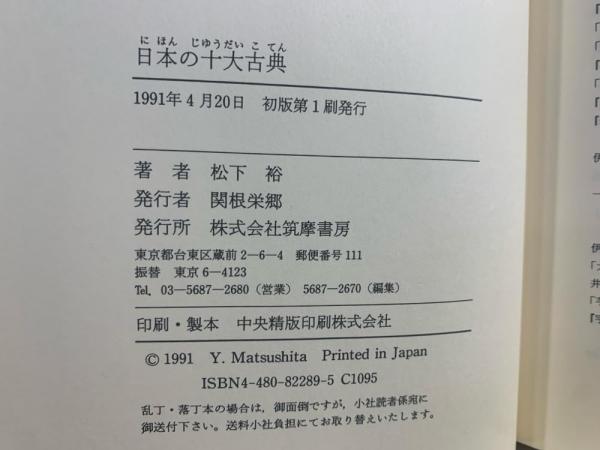 にほん じゆうだいこてん
日本の十大古典
1991年4月20日 初版第1刷発行
著者 松下 裕
発行者 関根栄郷
発行所 株式会社筑摩書房
東京都台東区蔵前2―6―4 郵便番号111
振替 東京6―4123
Tel. 03―5687―2680（営業） 5687―2670（編集）
印刷・製本 中央精版印刷株式会社
© 1991 Y. Matsushita Printed in Japan
ISBN4-480-82289-5 C1095
乱丁・落丁本の場合は，御面倒ですが，小社読者係宛に
御送付下さい。送料小社負担にてお取り替えいたします。